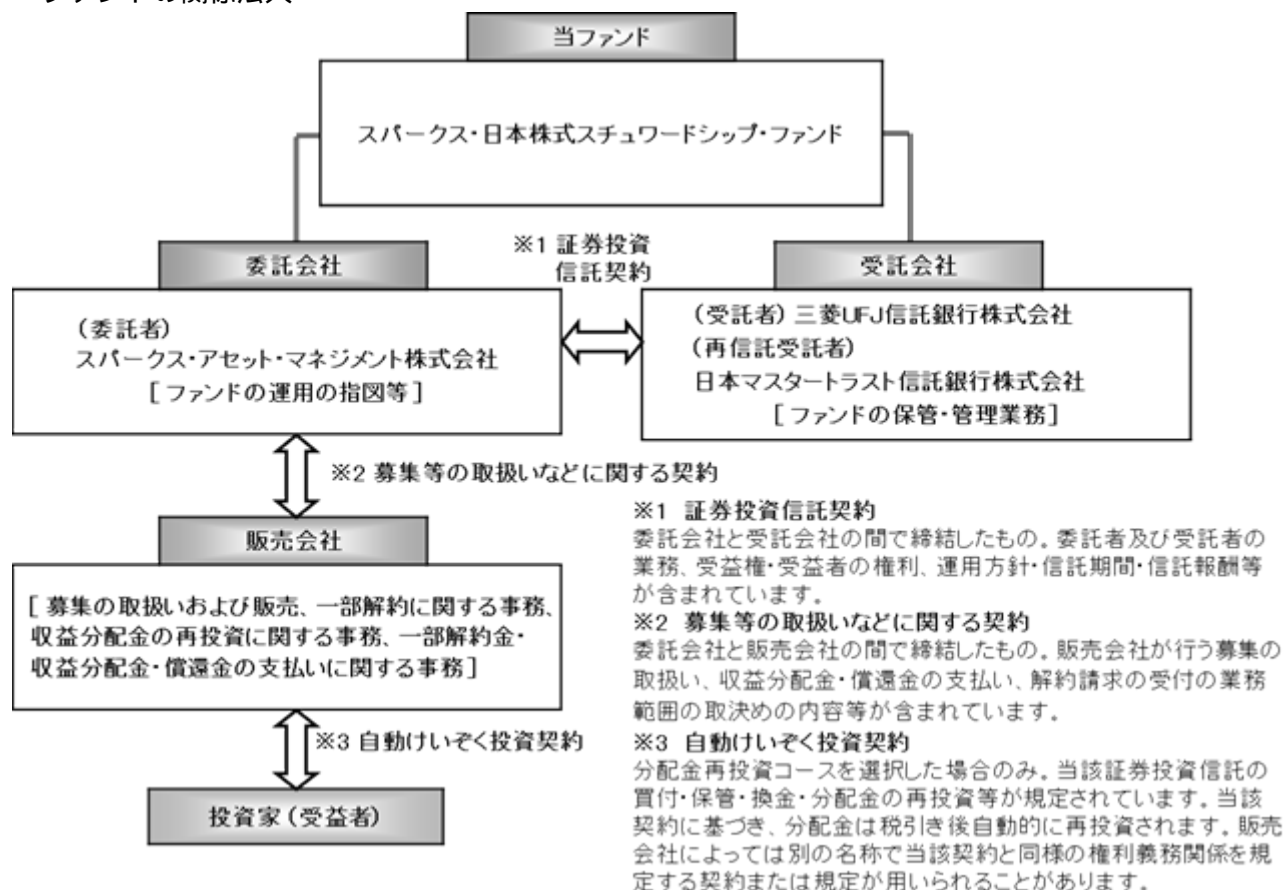 ファンドの関係法人
当ファンド
スパークス・日本株式スチュワードシップ・ファンド
委託会社
※1 証券投資
信託契約
受託会社
(委託者)
スパークス・アセット・マネジメント株式会社
[ファンドの運用の指図等]
(受託者) 三菱UFJ信託銀行株式会社
(再信託受託者)
日本マスタートラスト信託銀行株式会社
[ファンドの保管・管理業務]
※2 募集等の取扱いなどに関する契約
販売会社
[ 募集の取扱いおよび販売、一部解約に関する事務、
収益分配金の再投資に関する事務、一部解約金・
収益分配金・償還金の支払いに関する事務 ]
※3 自動けいぞく投資契約
投資家 (受益者)
※1 証券投資信託契約
委託会社と受託会社の間で締結したもの。委託者及び受託者の
業務、受益権・受益者の権利、運用方針・信託期間・信託報酬等
が含まれています。
※2 募集等の取扱いなどに関する契約
委託会社と販売会社の間で締結したもの。販売会社が行う募集の
取扱い、収益分配金・償還金の支払い、解約請求の受付の業務
範囲の取決めの内容等が含まれています。
※3 自動けいぞく投資契約
分配金再投資コースを選択した場合のみ。当該証券投資信託の
買付・保管・換金・分配金の再投資等が規定されています。当該
契約に基づき、分配金は税引き後自動的に再投資されます。販売
会社によっては別の名称で当該契約と同様の権利義務関係を規
定する契約または規定が用いられることがあります。